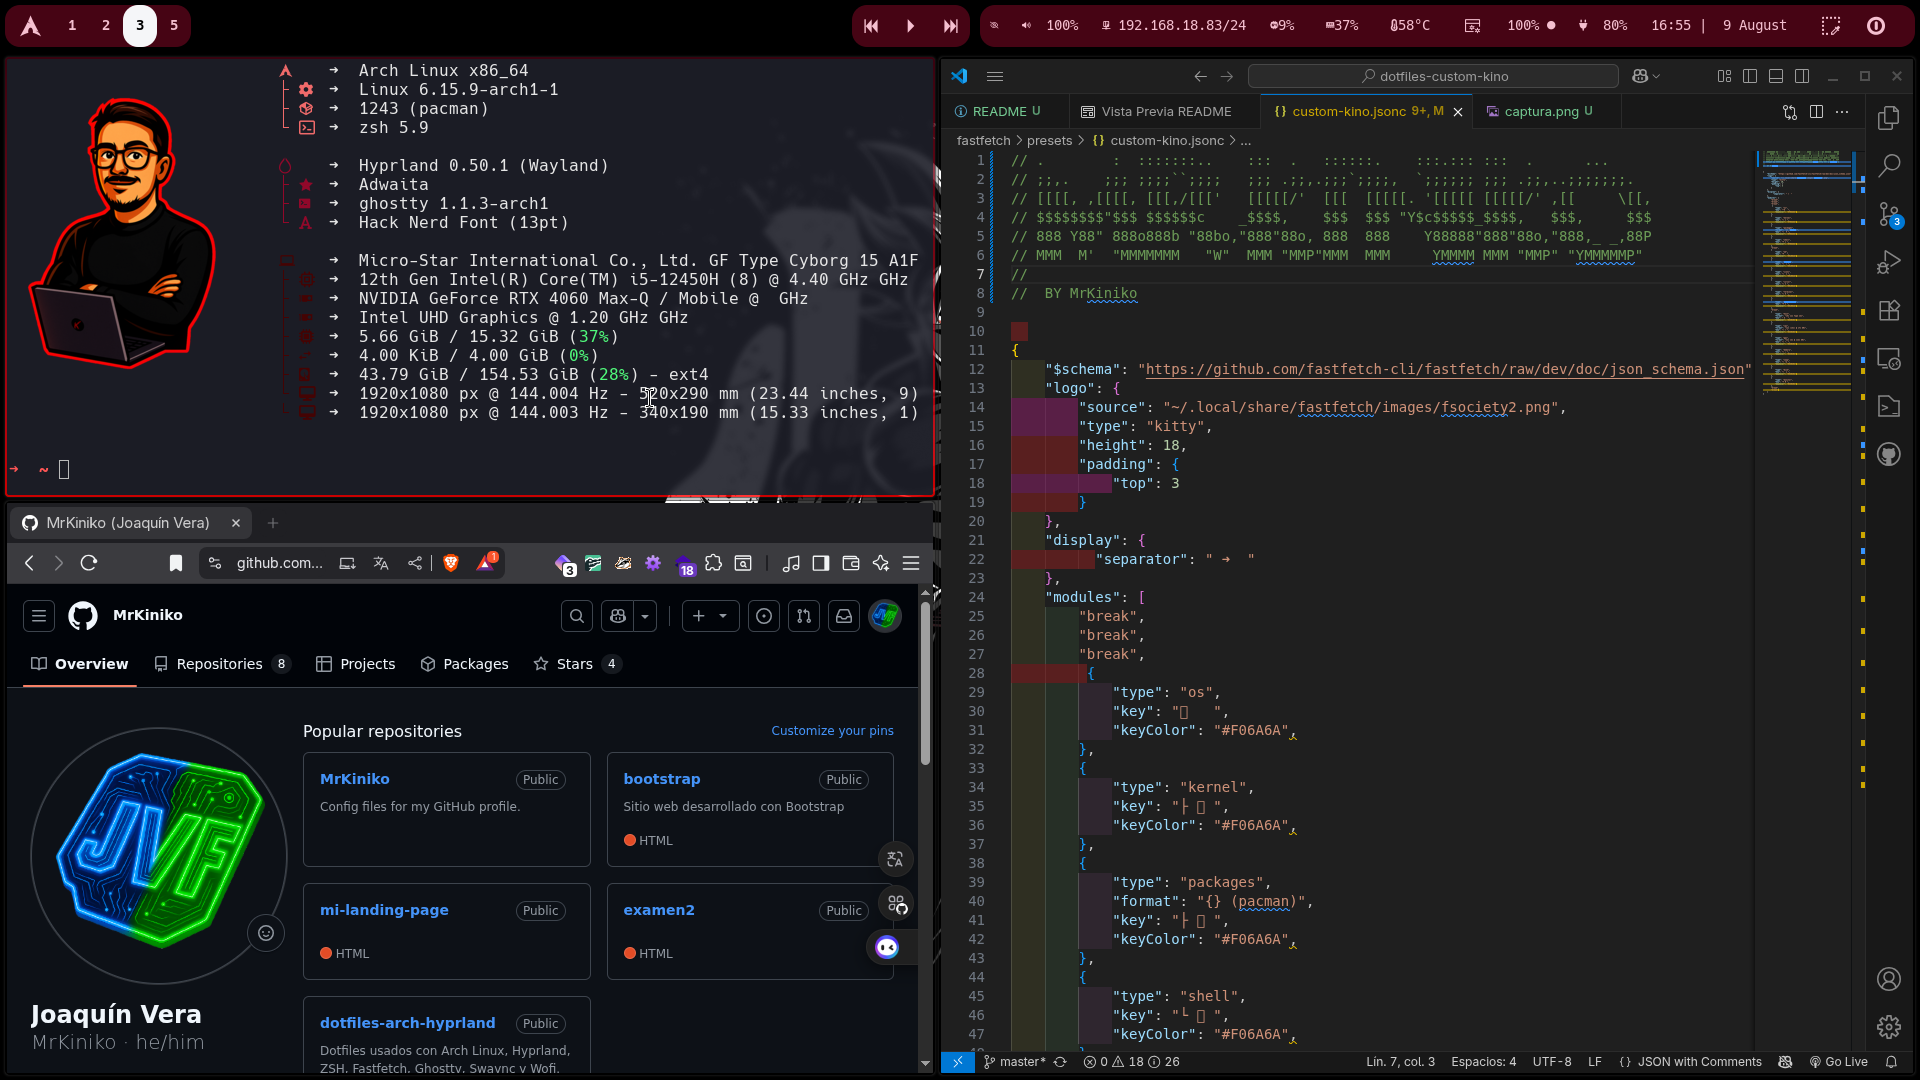 1 2 3 5
100% 192.168.18.83/24 9% 37% 58°C 100% 80% 16:55 | 9 August
➜ Arch Linux x86_64
➜ Linux 6.15.9-arch1-1
➜ 1243 (pacman)
➜ zsh 5.9
➜ Hyprland 0.50.1 (Wayland)
➜ Adwaita
➜ ghostty 1.1.3-arch1
➜ Hack Nerd Font (13pt)
➜ Micro-Star International Co., Ltd. GF Type Cyborg 15 A1F
➜ 12th Gen Intel(R) Core(TM) i5-12450H (8) @ 4.40 GHz GHz
➜ NVIDIA GeForce RTX 4060 Max-Q / Mobile @  GHz
➜ Intel UHD Graphics @ 1.20 GHz GHz
➜ 5.66 GiB / 15.32 GiB (37%)
➜ 4.00 KiB / 4.00 GiB (0%)
➜ 43.79 GiB / 154.53 GiB (28%) - ext4
➜ 1920x1080 px @ 144.004 Hz - 520x290 mm (23.44 inches, 9)
➜ 1920x1080 px @ 144.003 Hz - 340x190 mm (15.33 inches, 1)
➜ ~
MrKiniko (Joaquín Vera)
github.com...
1
3
18
MrKiniko
Overview Repositories 8 Projects Packages Stars 4
Popular repositories Customize your pins
MrKiniko Public
Config files for my GitHub profile.
bootstrap Public
Sitio web desarrollado con Bootstrap
HTML
mi-landing-page Public
HTML
examen2 Public
HTML
dotfiles-arch-hyprland Public
Dotfiles usados con Arch Linux, Hyprland,
ZSH, Fastfetch, Ghostty, Swaync y Wofi.
JVF
Joaquín Vera
MrKiniko · he/him
dotfiles-custom-kino
README U Vista Previa README {} custom-kino.jsonc 9+, M captura.png U
fastfetch > presets > {} custom-kino.jsonc > ...
1 // .        :  :::::::..    :::  .   ::::::.    :::.::: :::  .      ...
2 // ;;,.    ;;; ;;;;``;;;;   ;;; .;;,.;;;`;;;;,  `;;;;;; ;;; .;;,..;;;;;;;.
3 // [[[[, ,[[[[, [[[,/[[['   [[[[[/'  [[[  [[[[[. '[[[[[ [[[[[/' ,[[     \[[,
4 // $$$$$$$$"$$$ $$$$$$c    _$$$$,   $$$  $$$ "Y$c$$$$$_$$$$,   $$$,     $$$
5 // 888 Y88" 888o888b "88bo,"888"88o, 888  888    Y88888"888"88o,"888,_ _,88P
6 // MMM  M'  "MMMMMMM   "W"  MMM "MMP"MMM  MMM     YMMMM MMM "MMP" "YMMMMMP"
7 //
8 //  BY MrKiniko
9
10
11 {
12 "$schema": "https://github.com/fastfetch-cli/fastfetch/raw/dev/doc/json_schema.json"
13 "logo": {
14 "source": "~/.local/share/fastfetch/images/fsociety2.png",
15 "type": "kitty",
16 "height": 18,
17 "padding": {
18 "top": 3
19 }
20 },
21 "display": {
22 "separator": " ➜  "
23 },
24 "modules": [
25 "break",
26 "break",
27 "break",
28 {
29 "type": "os",
30 "key": "▯   ",
31 "keyColor": "#F06A6A",
32 },
33 {
34 "type": "kernel",
35 "key": "├ ▯ ",
36 "keyColor": "#F06A6A",
37 },
38 {
39 "type": "packages",
40 "format": "{} (pacman)",
41 "key": "├ ▯ ",
42 "keyColor": "#F06A6A",
43 },
44 {
45 "type": "shell",
46 "key": "└ ▯ ",
47 "keyColor": "#F06A6A",
3
master* 0 18 26 Lín. 7, col. 3 Espacios: 4 UTF-8 LF {} JSON with Comments Go Live